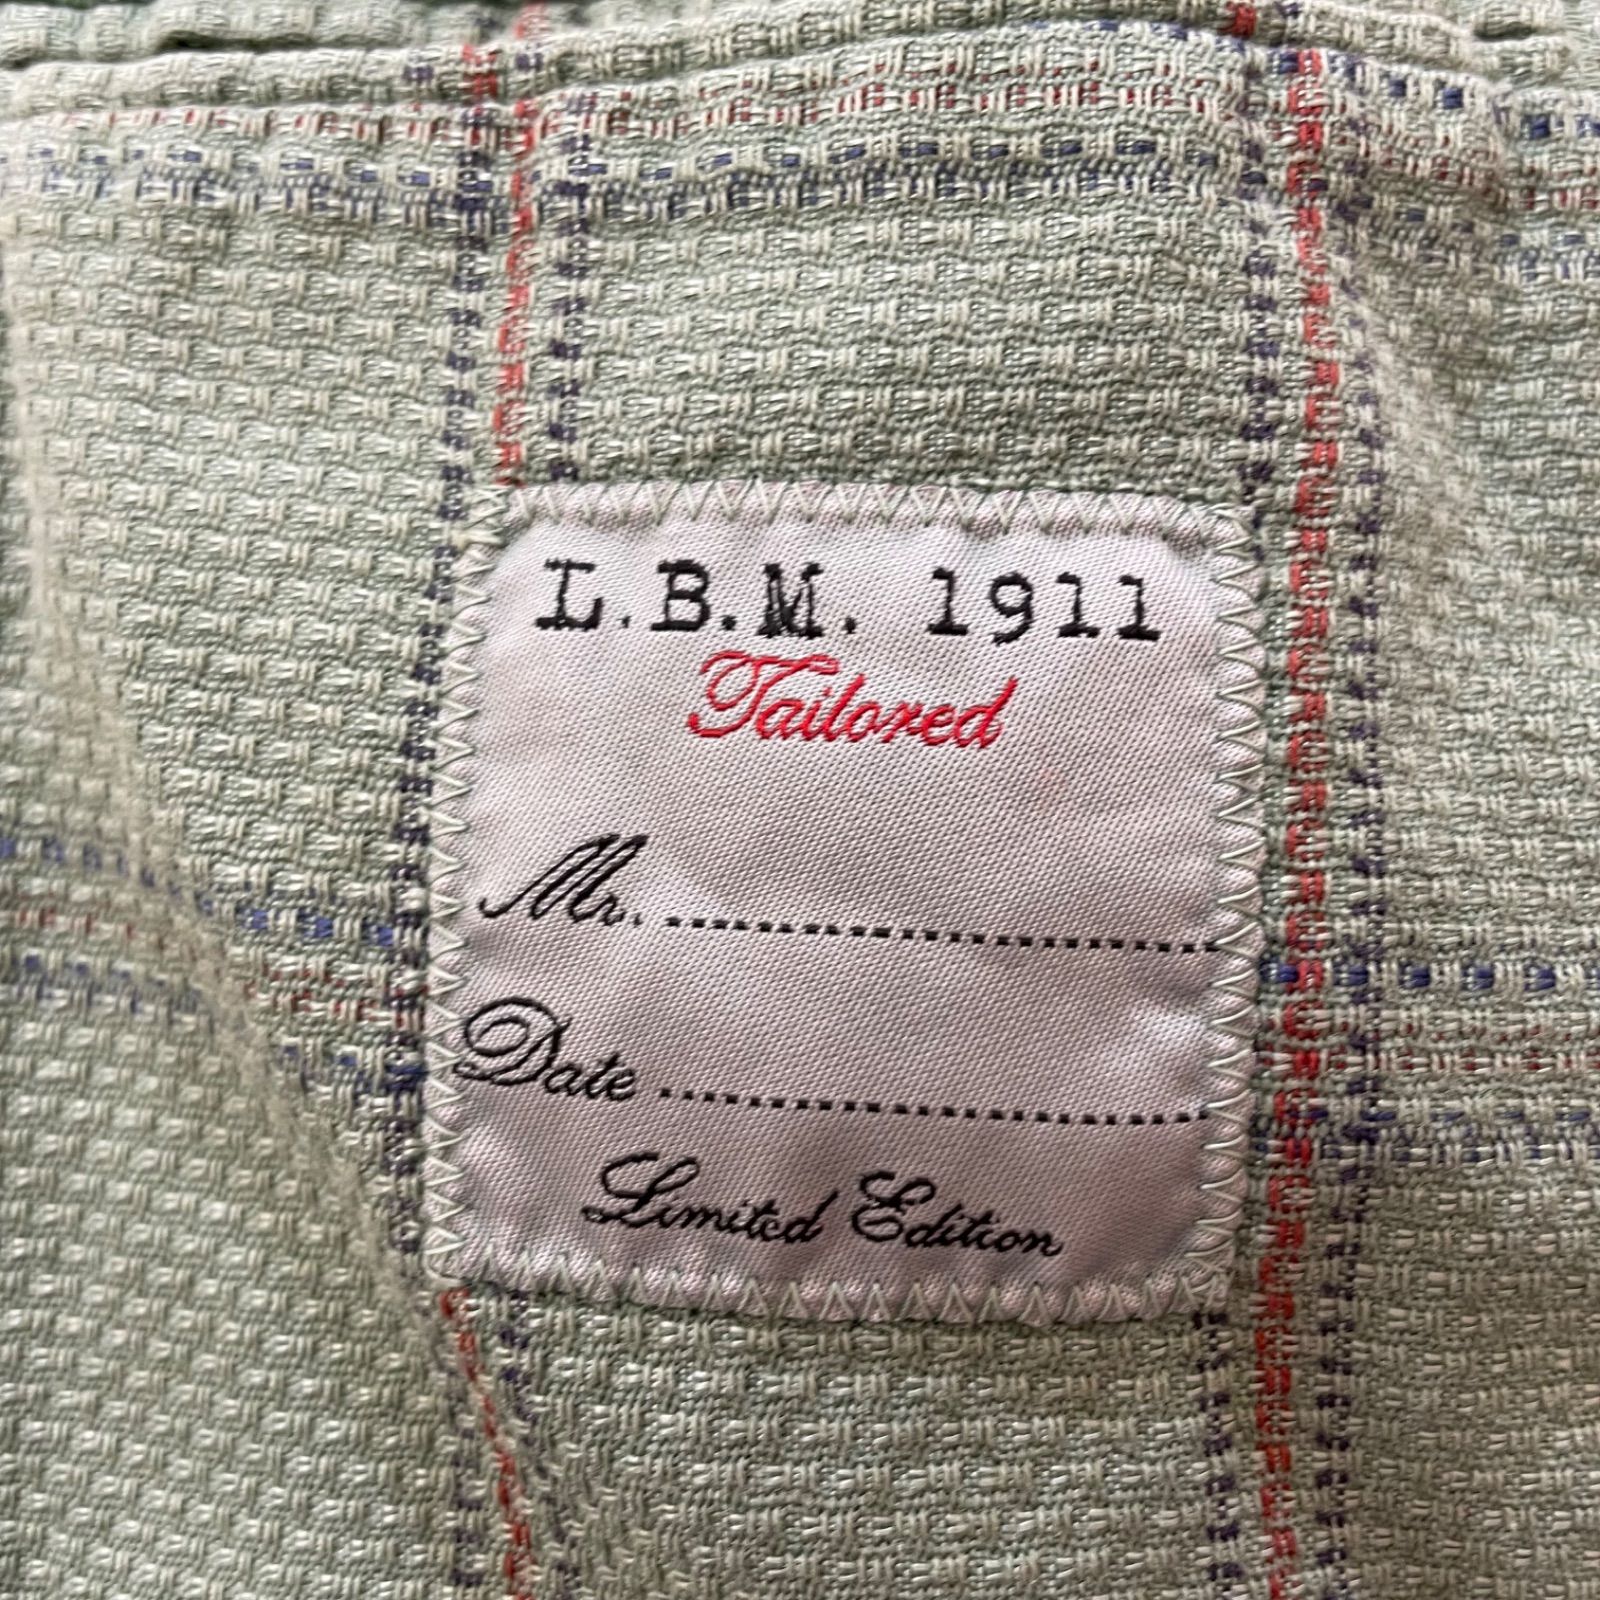 L.B.M. 1911
Tailored
Mr. ........................
Date ........................
Limited Edition